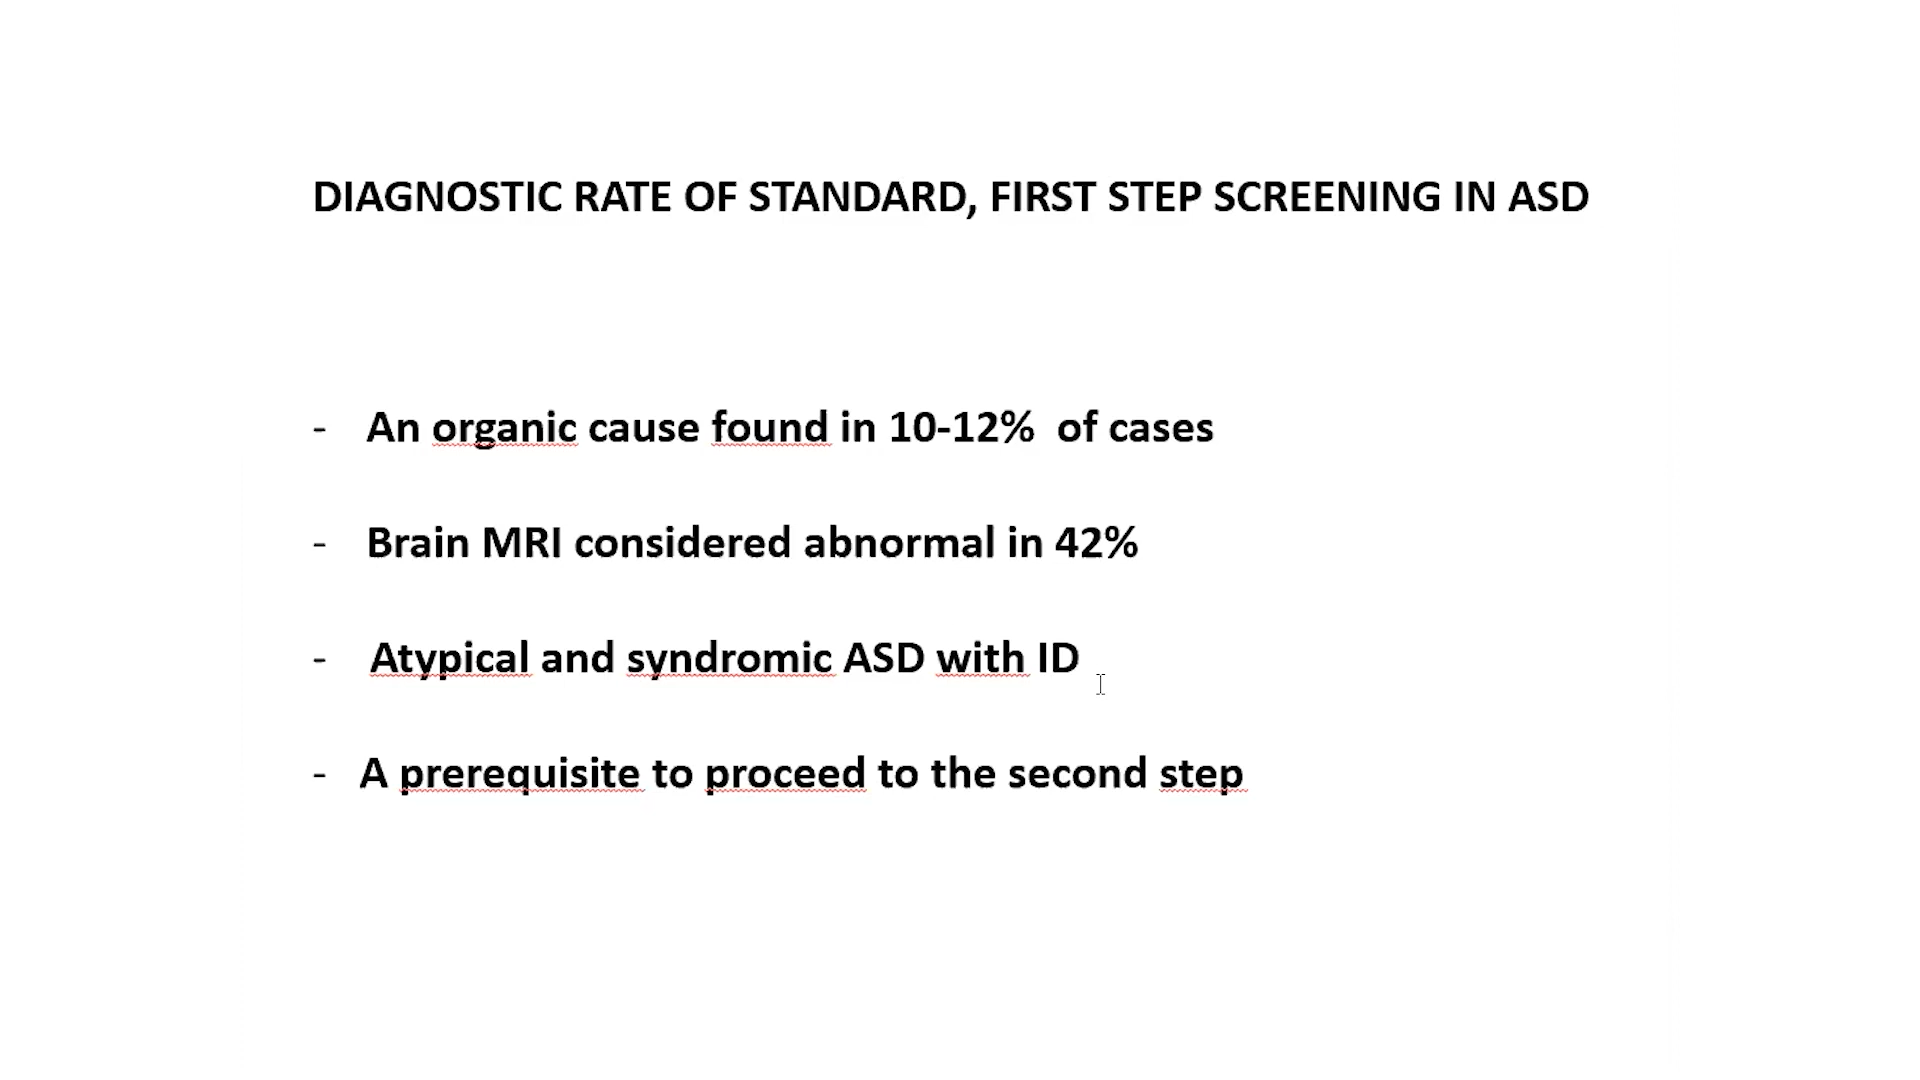 DIAGNOSTIC RATE OF STANDARD, FIRST STEP SCREENING IN ASD
- An organic cause found in 10-12%  of cases
- Brain MRI considered abnormal in 42%
- Atypical and syndromic ASD with ID
- A prerequisite to proceed to the second step